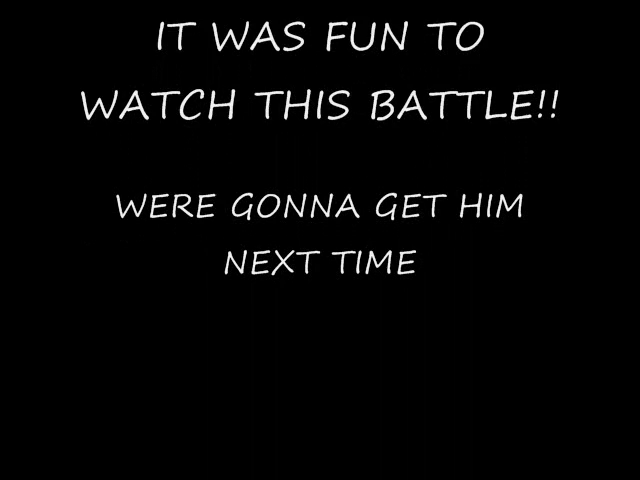 IT WAS FUN TO
WATCH THIS BATTLE!!
WERE GONNA GET HIM
NEXT TIME